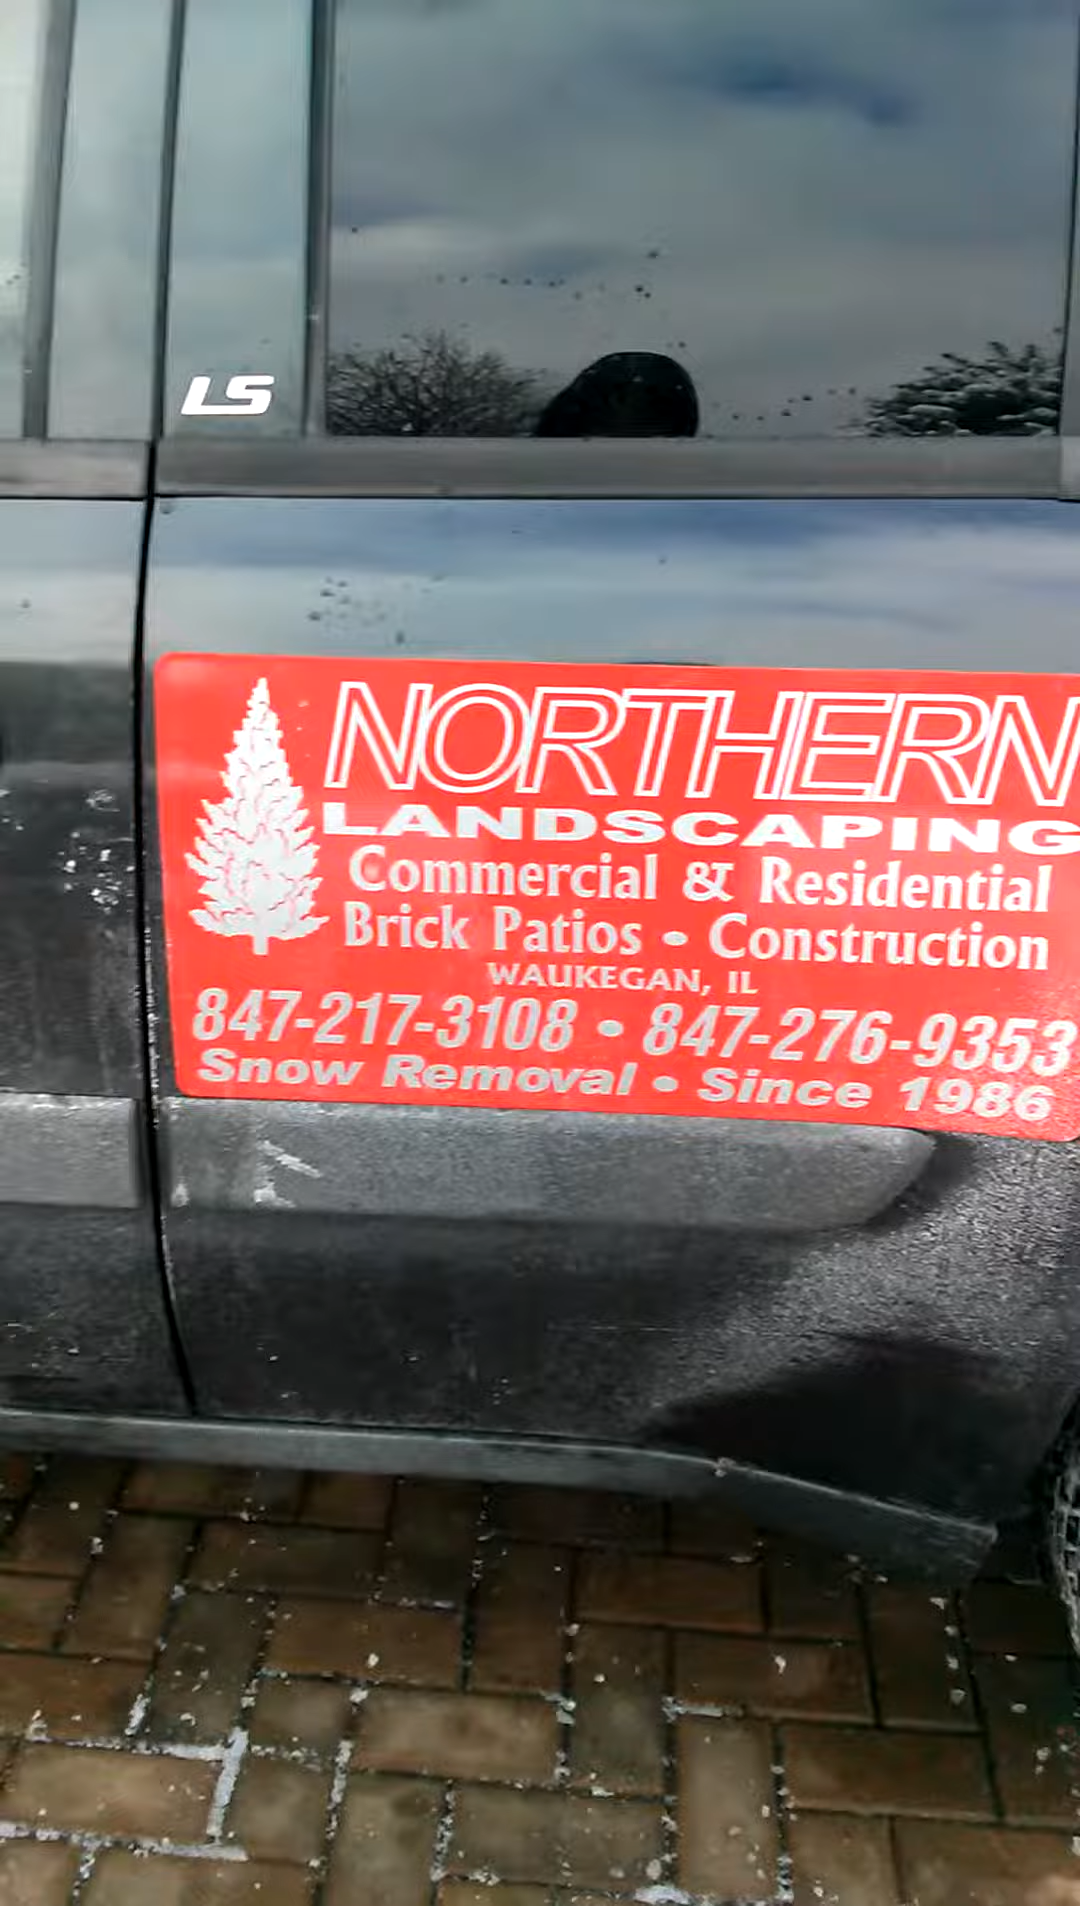 LS
NORTHERN
LANDSCAPING
Commercial & Residential
Brick Patios • Construction
WAUKEGAN, IL
847-217-3108 • 847-276-9353
Snow Removal • Since 1986